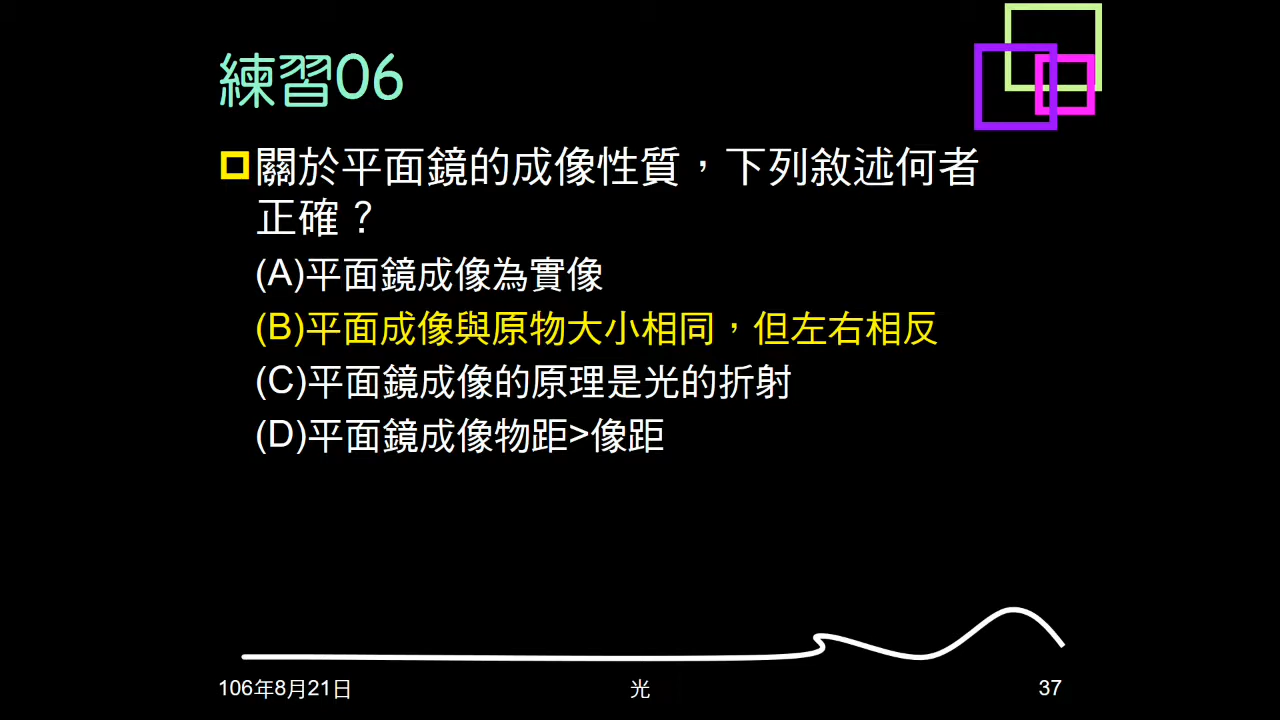 練習06
關於平面鏡的成像性質，下列敘述何者
正確？
(A)平面鏡成像為實像
(B)平面成像與原物大小相同，但左右相反
(C)平面鏡成像的原理是光的折射
(D)平面鏡成像物距>像距
106年8月21日
光
37